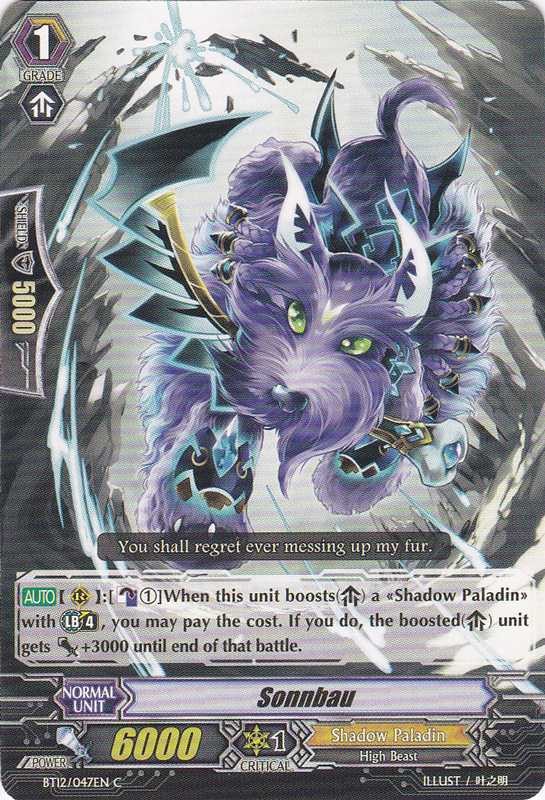 1
GRADE
SHIELD
5000
You shall regret ever messing up my fur.
AUTO [ R ]:[ ①]When this unit boosts( ) a «Shadow Paladin»
with LB 4 , you may pay the cost. If you do, the boosted( ) unit
gets +3000 until end of that battle.
NORMAL
UNIT
Sonnbau
POWER
6000
1
CRITICAL
Shadow Paladin
High Beast
BT12/047EN C
ILLUST / 叶之明